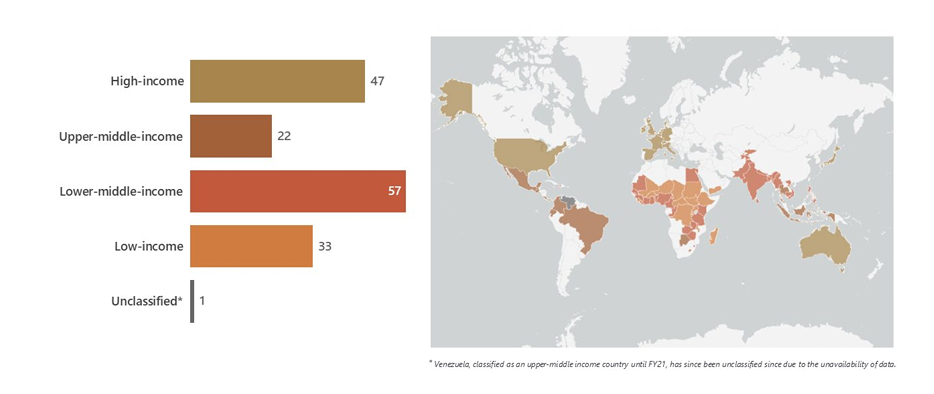 High-income 47
Upper-middle-income 22
Lower-middle-income 57
Low-income 33
Unclassified* 1
* Venezuela, classified as an upper-middle income country until FY21, has since been unclassified since due to the unavailability of data.